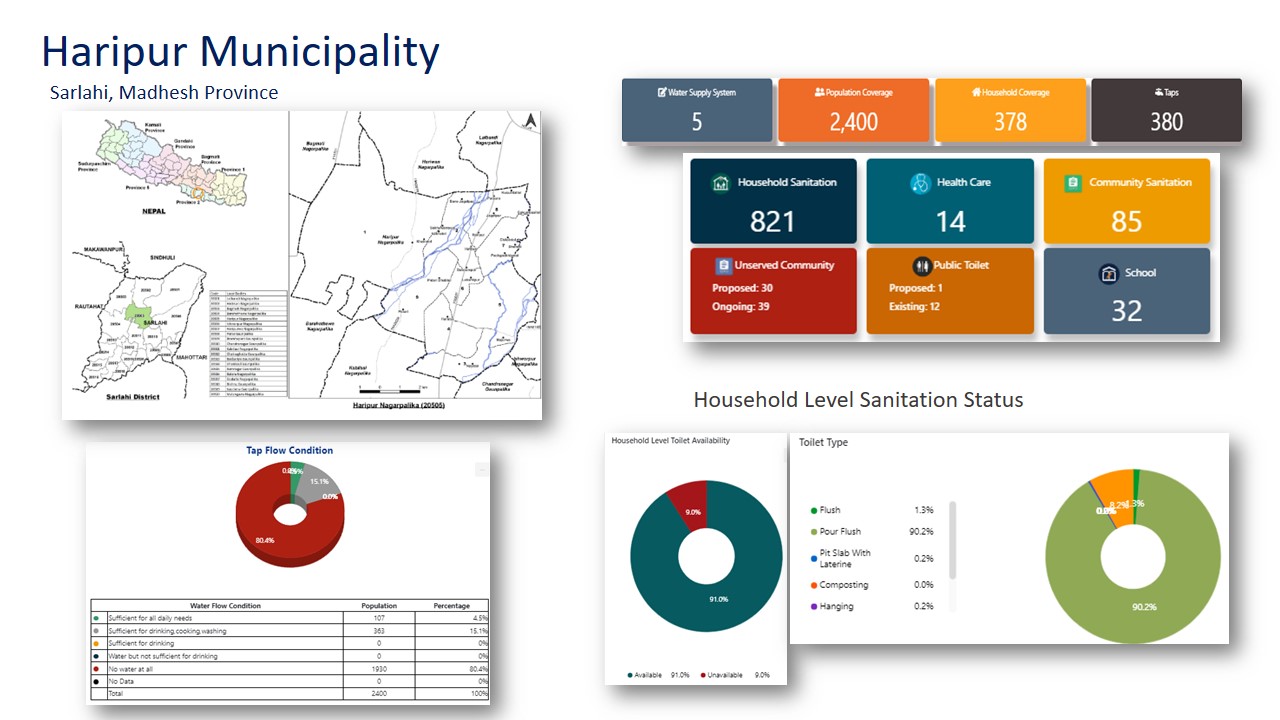 Haripur Municipality
Sarlahi, Madhesh Province
Karnali
Province
Gandaki
Province
Bagmati
Province
Sudurpaschim
Province
Province 1
Province 5
Province 2
NEPAL
MAKAWANPUR
SINDHULI
RAUTAHAT
SARLAHI
MAHOTTARI
Sarlahi District
Bagmati
Nagarpalika
Lalbandi
Nagarpalika
Hariwan
Nagarpalika
Haripur
Nagarpalika
Barahathawa
Nagarpalika
Kabilasi
Nagarpalika
Ishworpur
Nagarpalika
Chandranagar
Gaupalika
Haripur Nagarpalika (20505)
Water Supply System
5
Population Coverage
2,400
Household Coverage
378
Taps
380
Household Sanitation
821
Health Care
14
Community Sanitation
85
Unserved Community
Proposed: 30
Ongoing: 39
Public Toilet
Proposed: 1
Existing: 12
School
32
Tap Flow Condition
15.1%
0.0%
80.4%
Water Flow Condition Population Percentage
Sufficient for all daily needs 107 4.5%
Sufficient for drinking,cooking,washing 363 15.1%
Sufficient for drinking 0 0%
Water but not sufficient for drinking 0 0%
No water at all 1930 80.4%
No Data 0 0%
Total 2400 100%
Household Level Sanitation Status
Household Level Toilet Availability
9.0%
91.0%
Available 91.0% Unavailable 9.0%
Toilet Type
Flush 1.3%
Pour Flush 90.2%
Pit Slab With
Laterine 0.2%
Composting 0.0%
Hanging 0.2%
8.2%
1.3%
90.2%